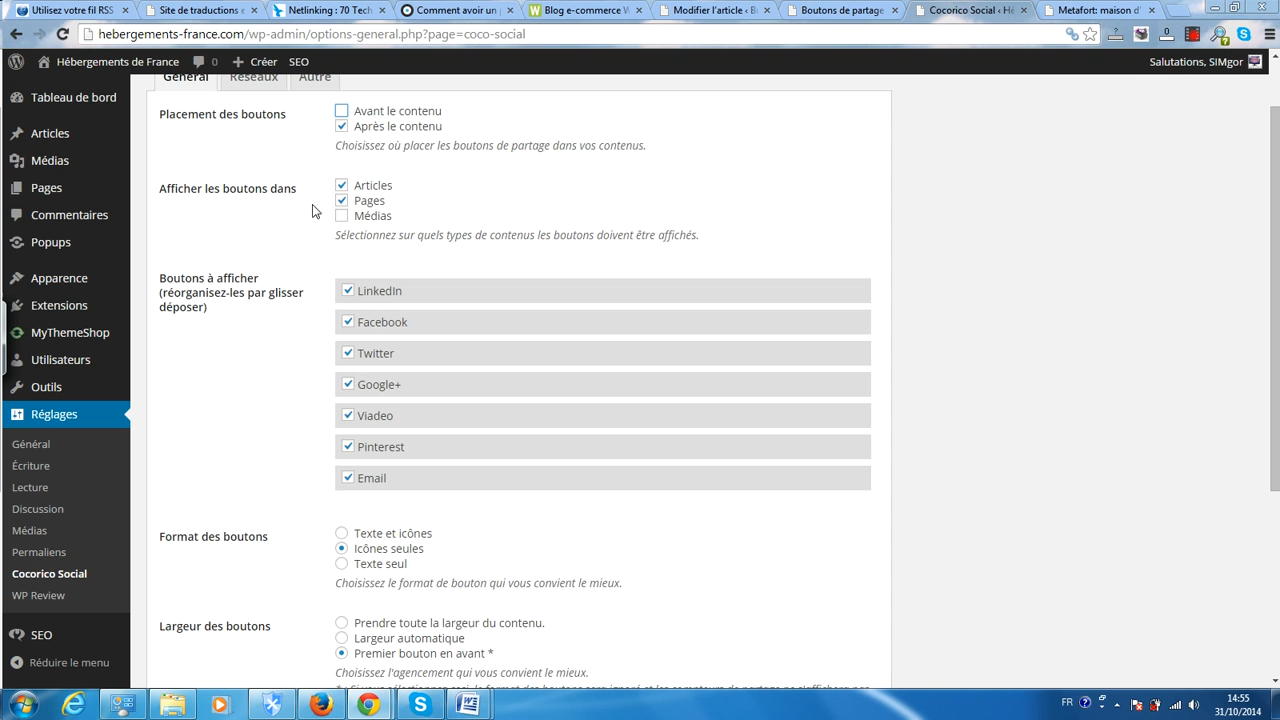 Utilisez votre fil RSS
Site de traductions e
Netlinking : 70 Tech
Comment avoir un p
Blog e-commerce W
Modifier l'article ‹ Bu
Boutons de partage
Cocorico Social ‹ Hé
Metafort: maison d'
hebergements-france.com/wp-admin/options-general.php?page=coco-social
Hébergements de France 0 Créer SEO
Salutations, SIMgor
Tableau de bord
Articles
Médias
Pages
Commentaires
Popups
Apparence
Extensions
MyThemeShop
Utilisateurs
Outils
Réglages
Général
Écriture
Lecture
Discussion
Médias
Permaliens
Cocorico Social
WP Review
SEO
Réduire le menu
Général Réseaux Autre
Placement des boutons
Avant le contenu
Après le contenu
Choisissez où placer les boutons de partage dans vos contenus.
Afficher les boutons dans
Articles
Pages
Médias
Sélectionnez sur quels types de contenus les boutons doivent être affichés.
Boutons à afficher
(réorganisez-les par glisser
déposer)
LinkedIn
Facebook
Twitter
Google+
Viadeo
Pinterest
Email
Format des boutons
Texte et icônes
Icônes seules
Texte seul
Choisissez le format de bouton qui vous convient le mieux.
Largeur des boutons
Prendre toute la largeur du contenu.
Largeur automatique
Premier bouton en avant *
Choisissez l'agencement qui vous convient le mieux.
FR
14:55
31/10/2014